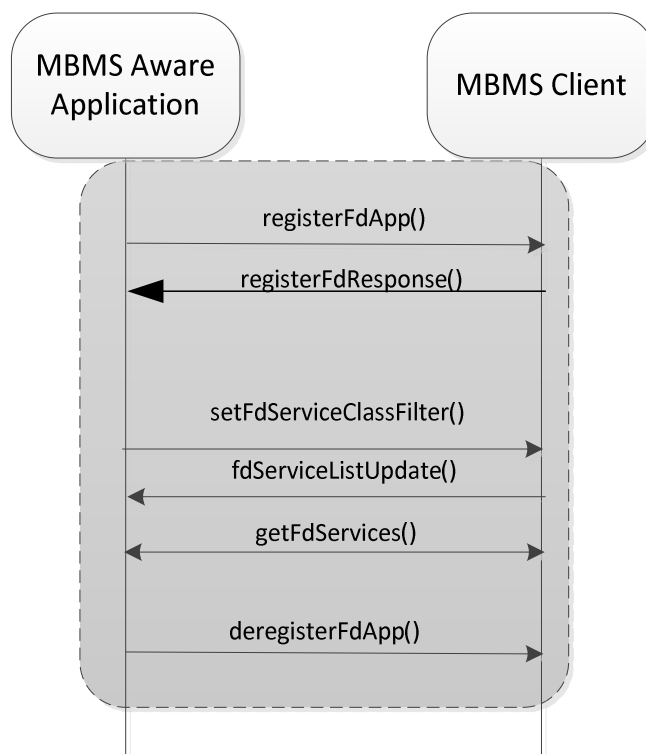 MBMS Aware
Application
MBMS Client
registerFdApp()
registerFdResponse()
setFdServiceClassFilter()
fdServiceListUpdate()
getFdServices()
deregisterFdApp()